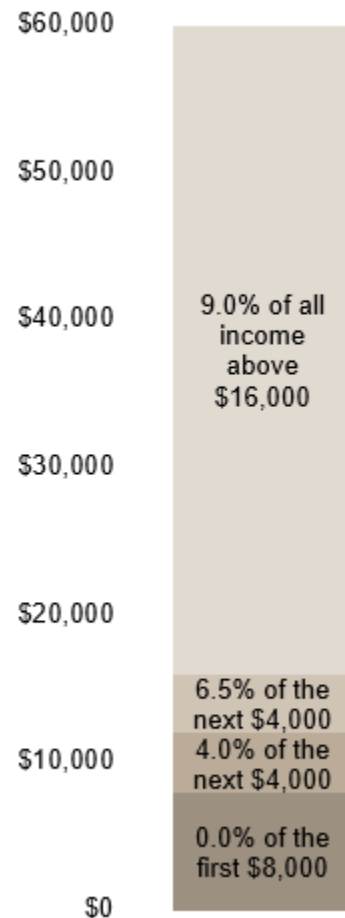 $60,000
$50,000
$40,000
$30,000
$20,000
$10,000
$0
9.0% of all
income
above
$16,000
6.5% of the
next $4,000
4.0% of the
next $4,000
0.0% of the
first $8,000